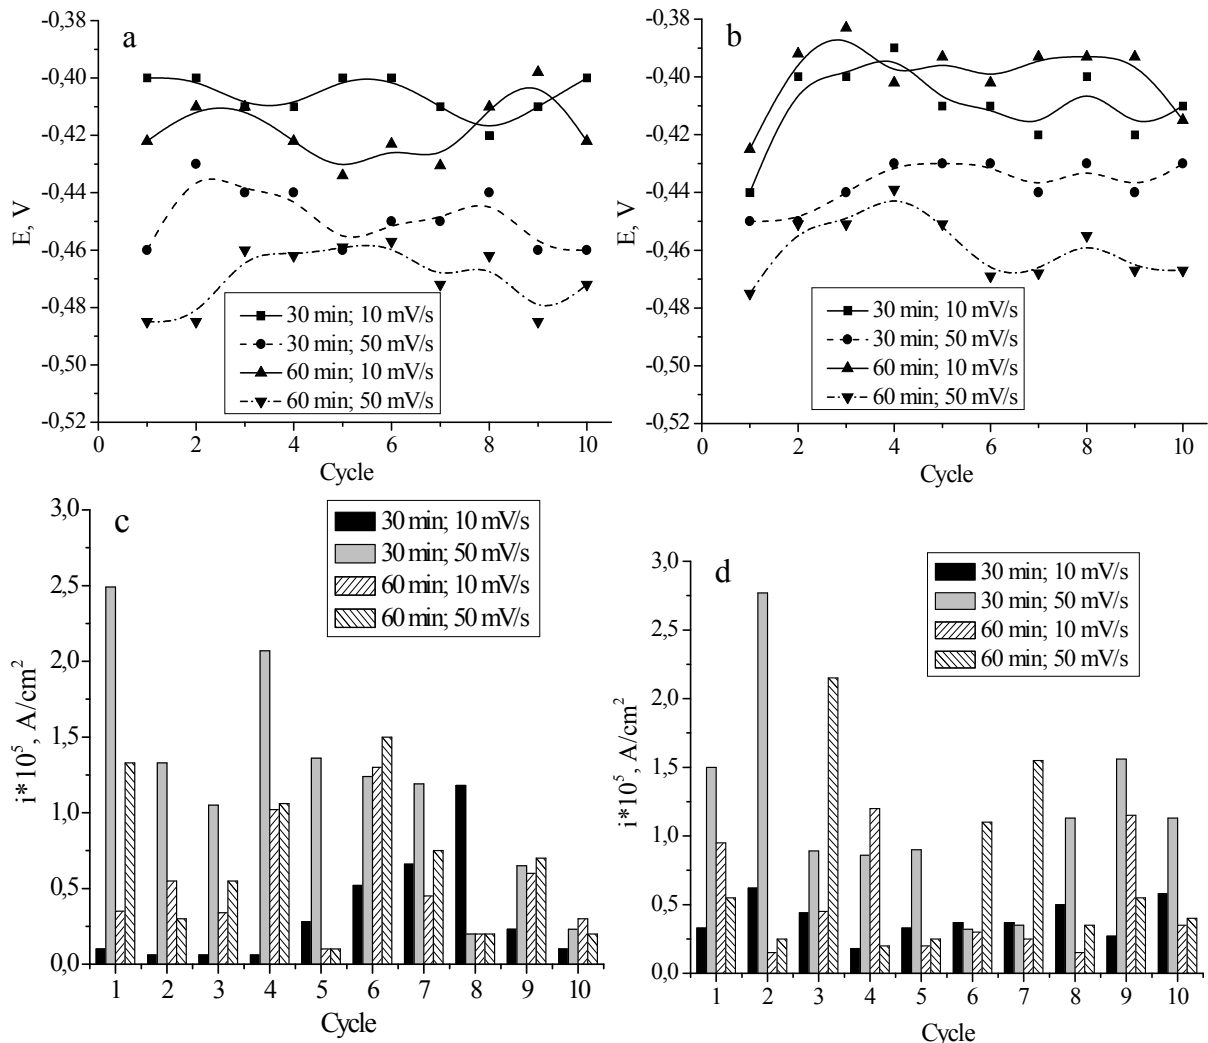 a
-0,38
-0,40
-0,42
-0,44
-0,46
-0,48
-0,50
-0,52
E, V
30 min; 10 mV/s
30 min; 50 mV/s
60 min; 10 mV/s
60 min; 50 mV/s
0 2 4 6 8 10
Cycle
b
-0,38
-0,40
-0,42
-0,44
-0,46
-0,48
-0,50
-0,52
E, V
30 min; 10 mV/s
30 min; 50 mV/s
60 min; 10 mV/s
60 min; 50 mV/s
0 2 4 6 8 10
Cycle
c
3,0
2,5
2,0
1,5
1,0
0,5
0,0
i*10⁵, A/cm²
30 min; 10 mV/s
30 min; 50 mV/s
60 min; 10 mV/s
60 min; 50 mV/s
1 2 3 4 5 6 7 8 9 10
Cycle
d
3,0
2,5
2,0
1,5
1,0
0,5
0,0
i*10⁵, A/cm²
30 min; 10 mV/s
30 min; 50 mV/s
60 min; 10 mV/s
60 min; 50 mV/s
1 2 3 4 5 6 7 8 9 10
Cycle